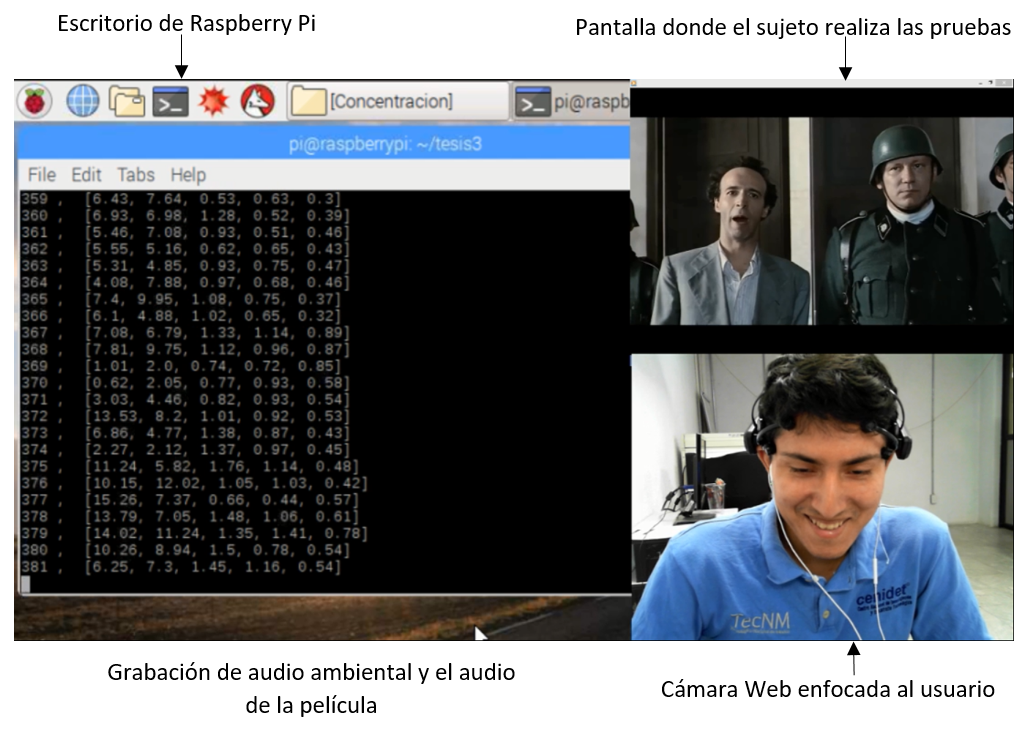 Escritorio de Raspberry Pi
Pantalla donde el sujeto realiza las pruebas
[Concentracion]
pi@raspb
pi@raspberrypi: ~/tesis3
File Edit Tabs Help
359 [6.43, 7.64, 0.53, 0.63, 0.3]
360 , [6.93, 6.98, 1.28, 0.52, 0.39]
361 , [5.46, 7.08, 0.93, 0.51, 0.46]
362 , [5.55, 5.16, 0.62, 0.65, 0.43]
363 , [5.31, 4.85, 0.93, 0.75, 0.47]
364 , [4.08, 7.88, 0.97, 0.68, 0.46]
365 , [7.4, 9.95, 1.08, 0.75, 0.37]
366 , [6.1, 4.88, 1.02, 0.65, 0.32]
367 , [7.08, 6.79, 1.33, 1.14, 0.89]
368 , [7.81, 9.75, 1.12, 0.96, 0.87]
369 , [1.01, 2.0, 0.74, 0.72, 0.85]
370 , [0.62, 2.05, 0.77, 0.93, 0.58]
371 , [3.03, 4.46, 0.82, 0.93, 0.54]
372 , [13.53, 8.2, 1.01, 0.92, 0.53]
373 , [6.86, 4.77, 1.38, 0.87, 0.43]
374 , [2.27, 2.12, 1.37, 0.97, 0.45]
375 , [11.24, 5.82, 1.76, 1.14, 0.48]
376 , [10.15, 12.02, 1.05, 1.03, 0.42]
377 , [15.26, 7.37, 0.66, 0.44, 0.57]
378 , [13.79, 7.05, 1.48, 1.06, 0.61]
379 , [14.02, 11.24, 1.35, 1.41, 0.78]
380 , [10.26, 8.94, 1.5, 0.78, 0.54]
381 , [6.25, 7.3, 1.45, 1.16, 0.54]
TecNM
cenidet
Grabación de audio ambiental y el audio
de la película
Cámara Web enfocada al usuario